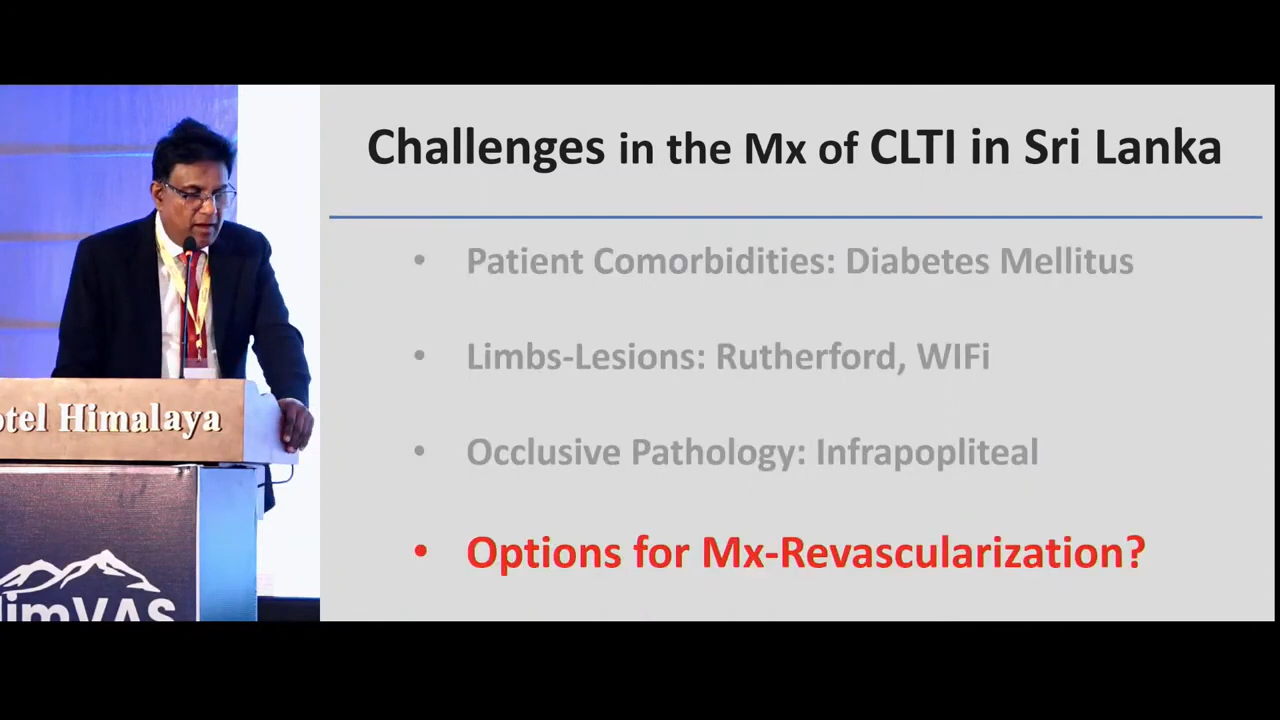 Challenges in the Mx of CLTI in Sri Lanka
• Patient Comorbidities: Diabetes Mellitus
• Limbs-Lesions: Rutherford, WIFi
• Occlusive Pathology: Infrapopliteal
• Options for Mx-Revascularization?
otel Himalaya
limVAS